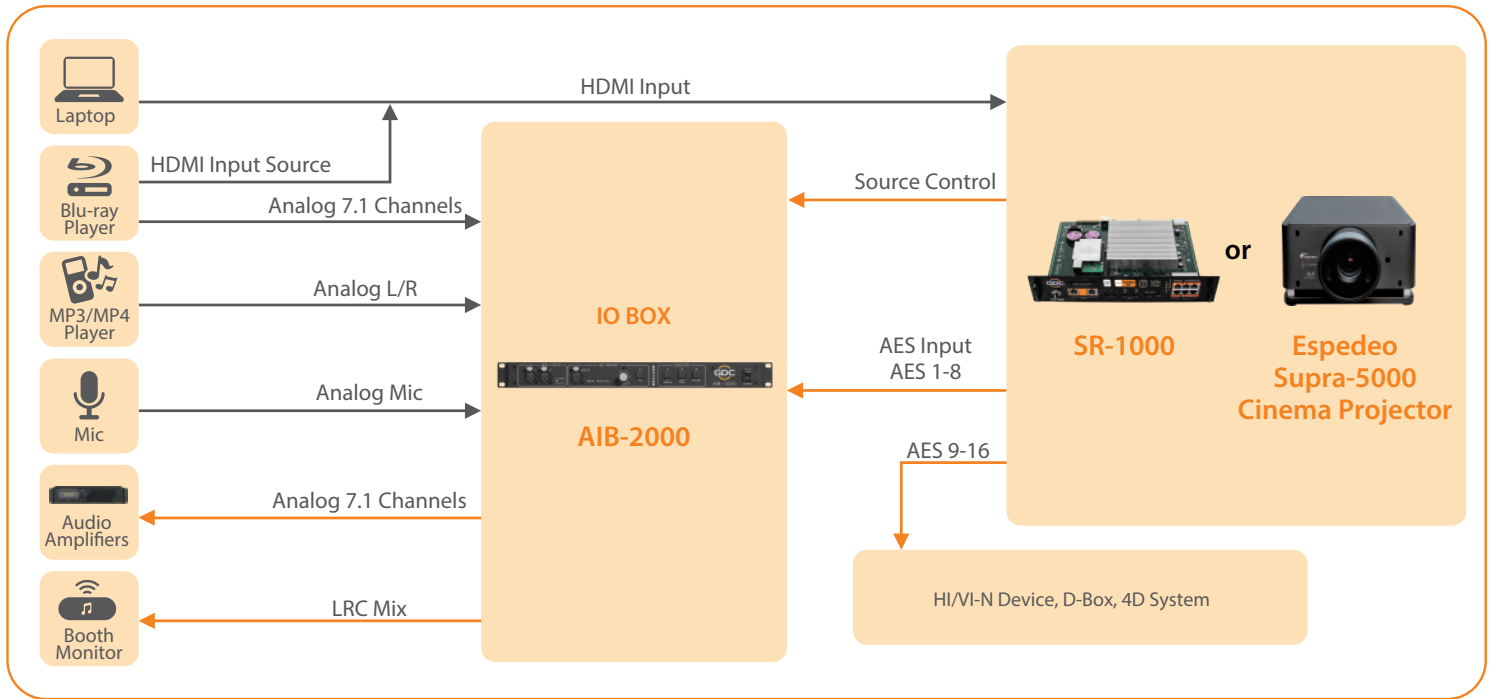 Laptop
HDMI Input
Blu-ray
Player
HDMI Input Source
Analog 7.1 Channels
MP3/MP4
Player
Analog L/R
Mic
Analog Mic
Audio
Amplifiers
Analog 7.1 Channels
Booth
Monitor
LRC Mix
IO BOX
GDC
AIB-2000
Source Control
AES Input
AES 1-8
AES 9-16
GDC
SR-1000
or
Espedeo
Supra-5000
Cinema Projector
HI/VI-N Device, D-Box, 4D System